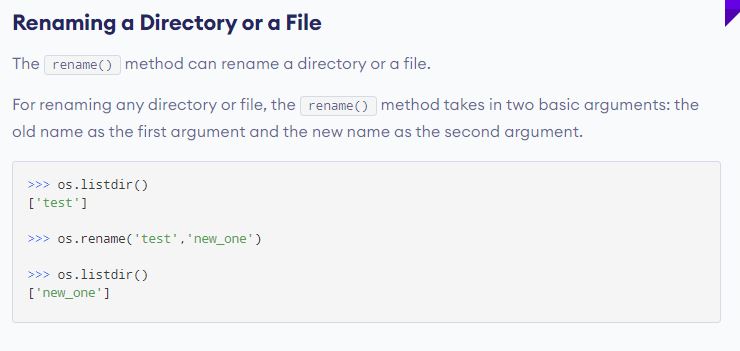 Renaming a Directory or a File
The rename() method can rename a directory or a file.
For renaming any directory or file, the rename() method takes in two basic arguments: the
old name as the first argument and the new name as the second argument.
>>> os.listdir()
['test']
>>> os.rename('test','new_one')
>>> os.listdir()
['new_one']